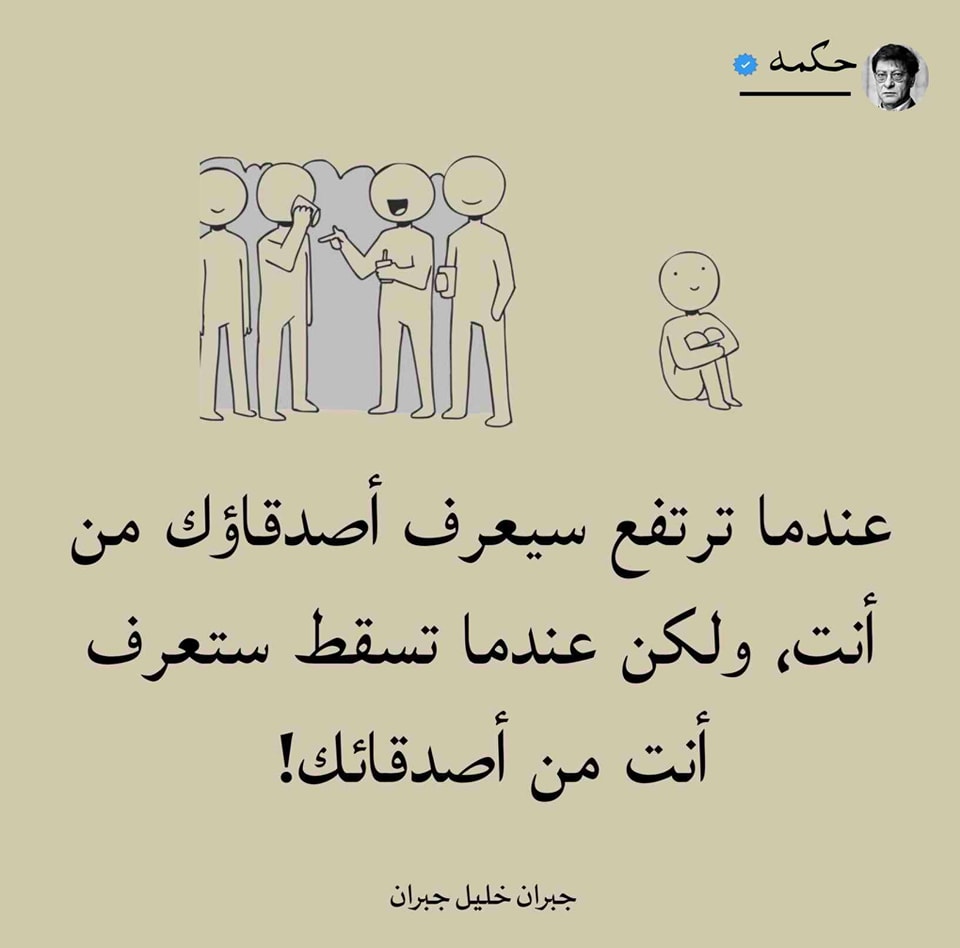 حكمه
عندما ترتفع سيعرف أصدقاؤك من
أنت، ولكن عندما تسقط ستعرف
أنت من أصدقائك!
جبران خليل جبران